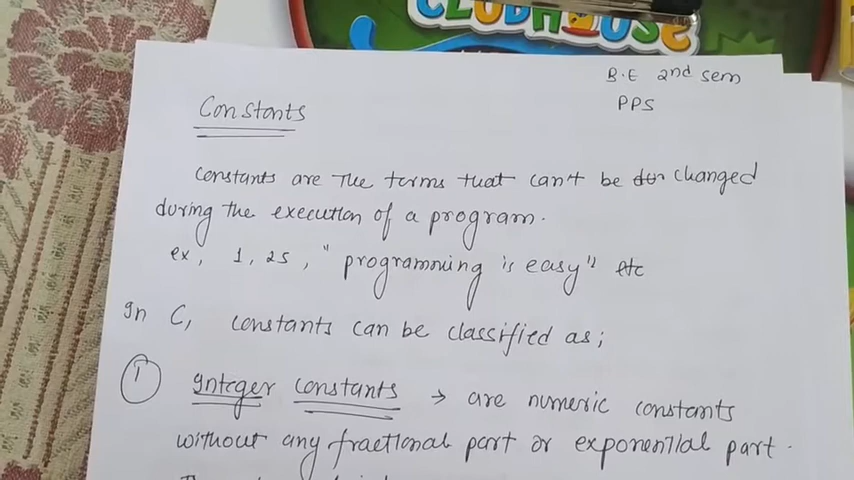 CLUBHOUSE
B.E 2nd sem
PPS
Constants
Constants are the terms that can't be changed
during the execution of a program.
ex, 1, 25, "programming is easy" etc
In C, constants can be classified as;
① Integer constants → are numeric constants
without any fractional part or exponential part.